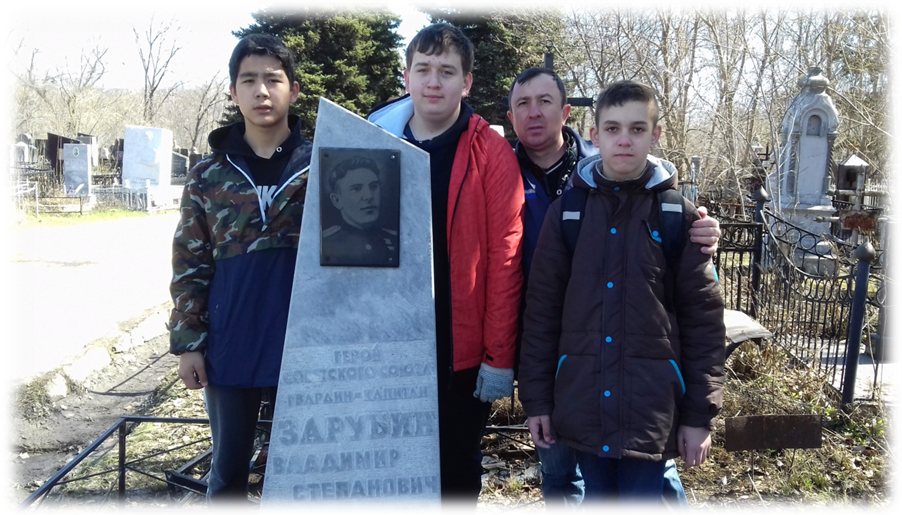 ГЕРОЙ
СОВЕТСКОГО СОЮЗА
ГВАРДИИ-КАПИТАН
ЗАРУБИН
ВЛАДИМИР
СТЕПАНОВИЧ